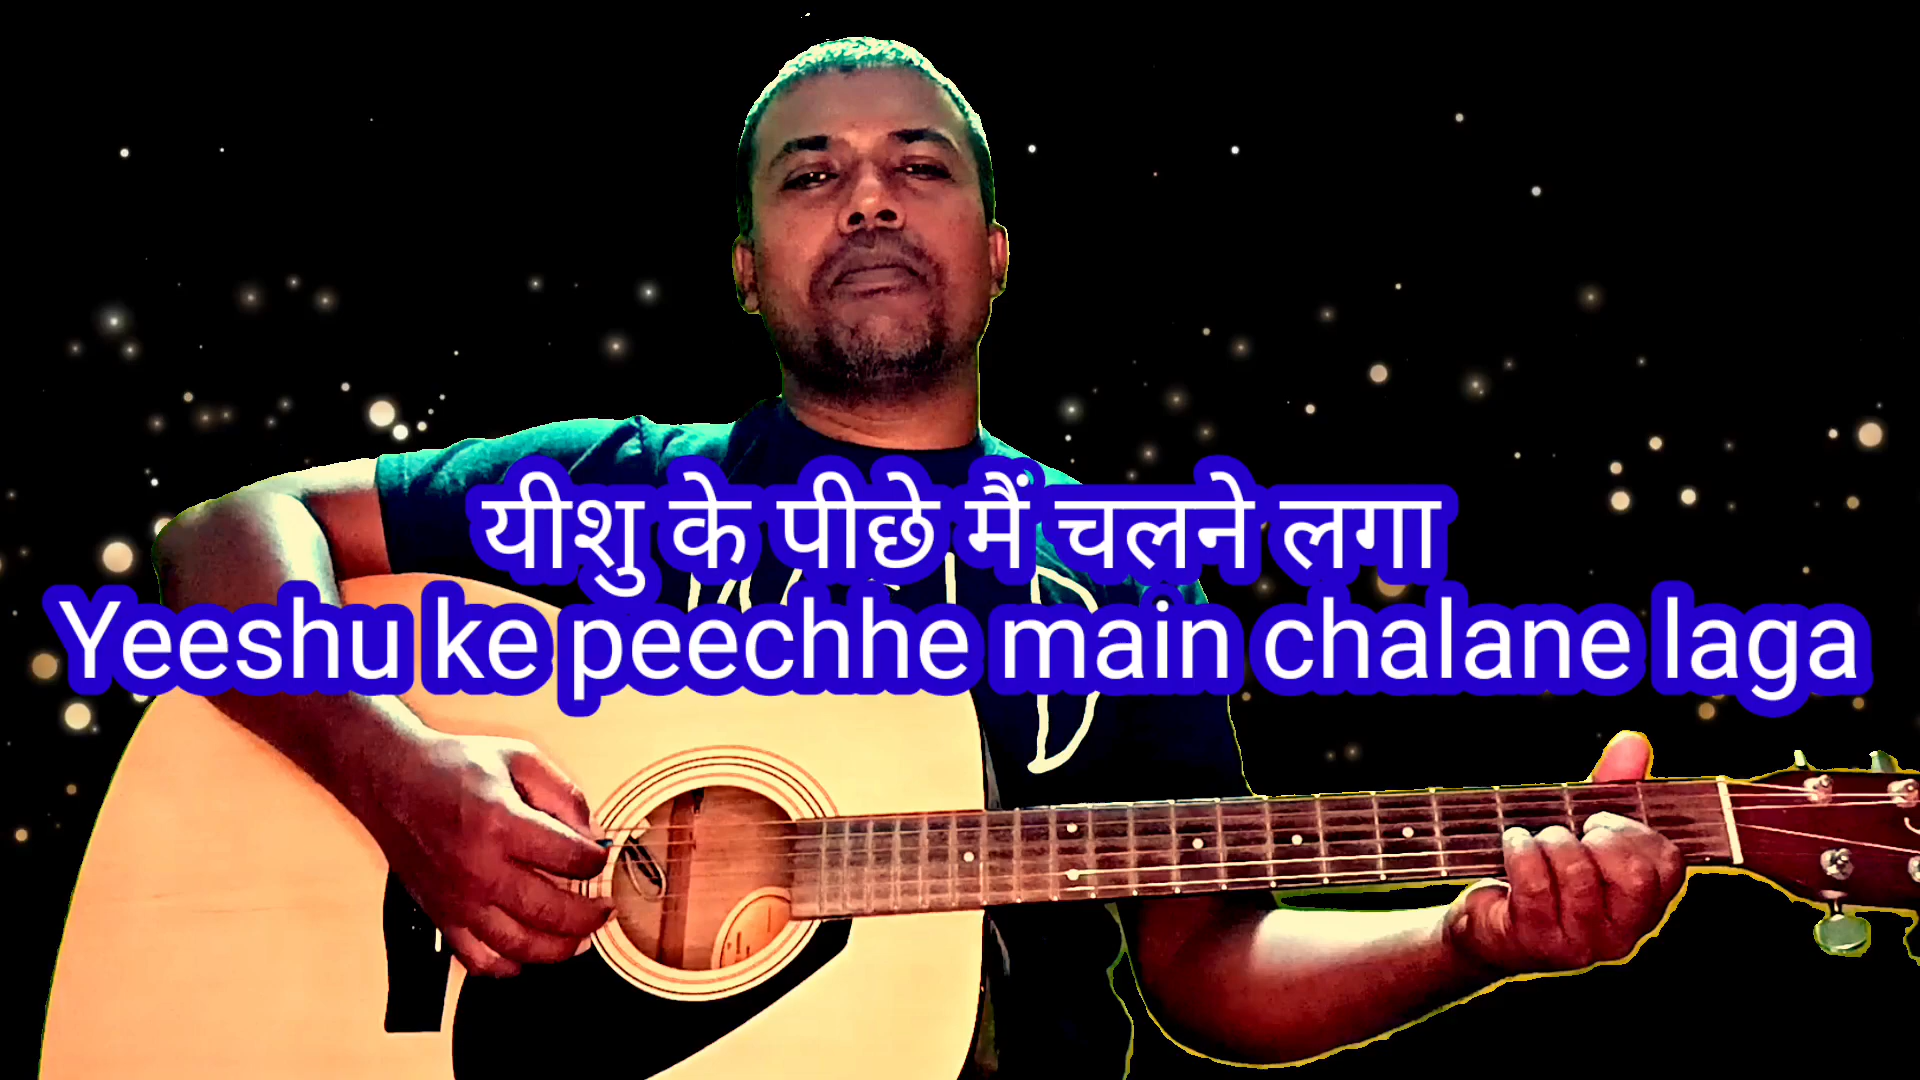 यीशु के पीछे मैं चलने लगा
Yeeshu ke peechhe main chalane laga